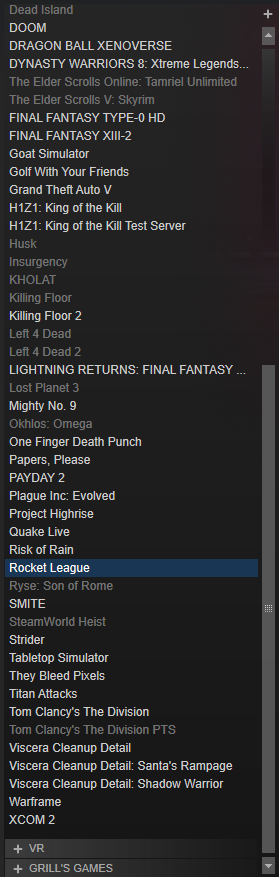 Dead Island
DOOM
DRAGON BALL XENOVERSE
DYNASTY WARRIORS 8: Xtreme Legends...
The Elder Scrolls Online: Tamriel Unlimited
The Elder Scrolls V: Skyrim
FINAL FANTASY TYPE-0 HD
FINAL FANTASY XIII-2
Goat Simulator
Golf With Your Friends
Grand Theft Auto V
H1Z1: King of the Kill
H1Z1: King of the Kill Test Server
Husk
Insurgency
KHOLAT
Killing Floor
Killing Floor 2
Left 4 Dead
Left 4 Dead 2
LIGHTNING RETURNS: FINAL FANTASY ...
Lost Planet 3
Mighty No. 9
Okhlos: Omega
One Finger Death Punch
Papers, Please
PAYDAY 2
Plague Inc: Evolved
Project Highrise
Quake Live
Risk of Rain
Rocket League
Ryse: Son of Rome
SMITE
SteamWorld Heist
Strider
Tabletop Simulator
They Bleed Pixels
Titan Attacks
Tom Clancy's The Division
Tom Clancy's The Division PTS
Viscera Cleanup Detail
Viscera Cleanup Detail: Santa's Rampage
Viscera Cleanup Detail: Shadow Warrior
Warframe
XCOM 2
+ VR
+ GRILL'S GAMES